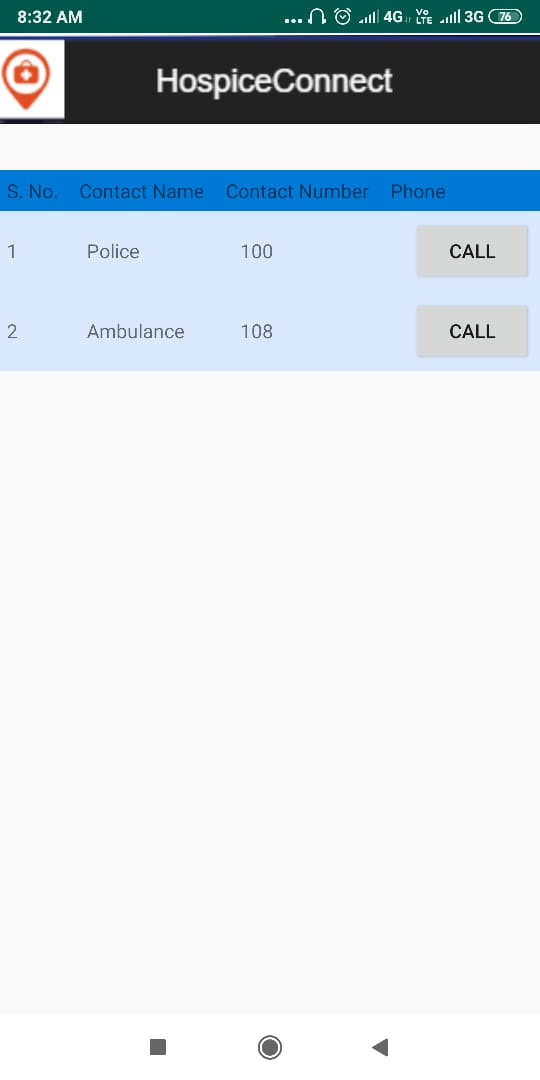 8:32 AM ... 4G Vo LTE 3G 76
HospiceConnect
S. No. Contact Name Contact Number Phone
1 Police 100 CALL
2 Ambulance 108 CALL